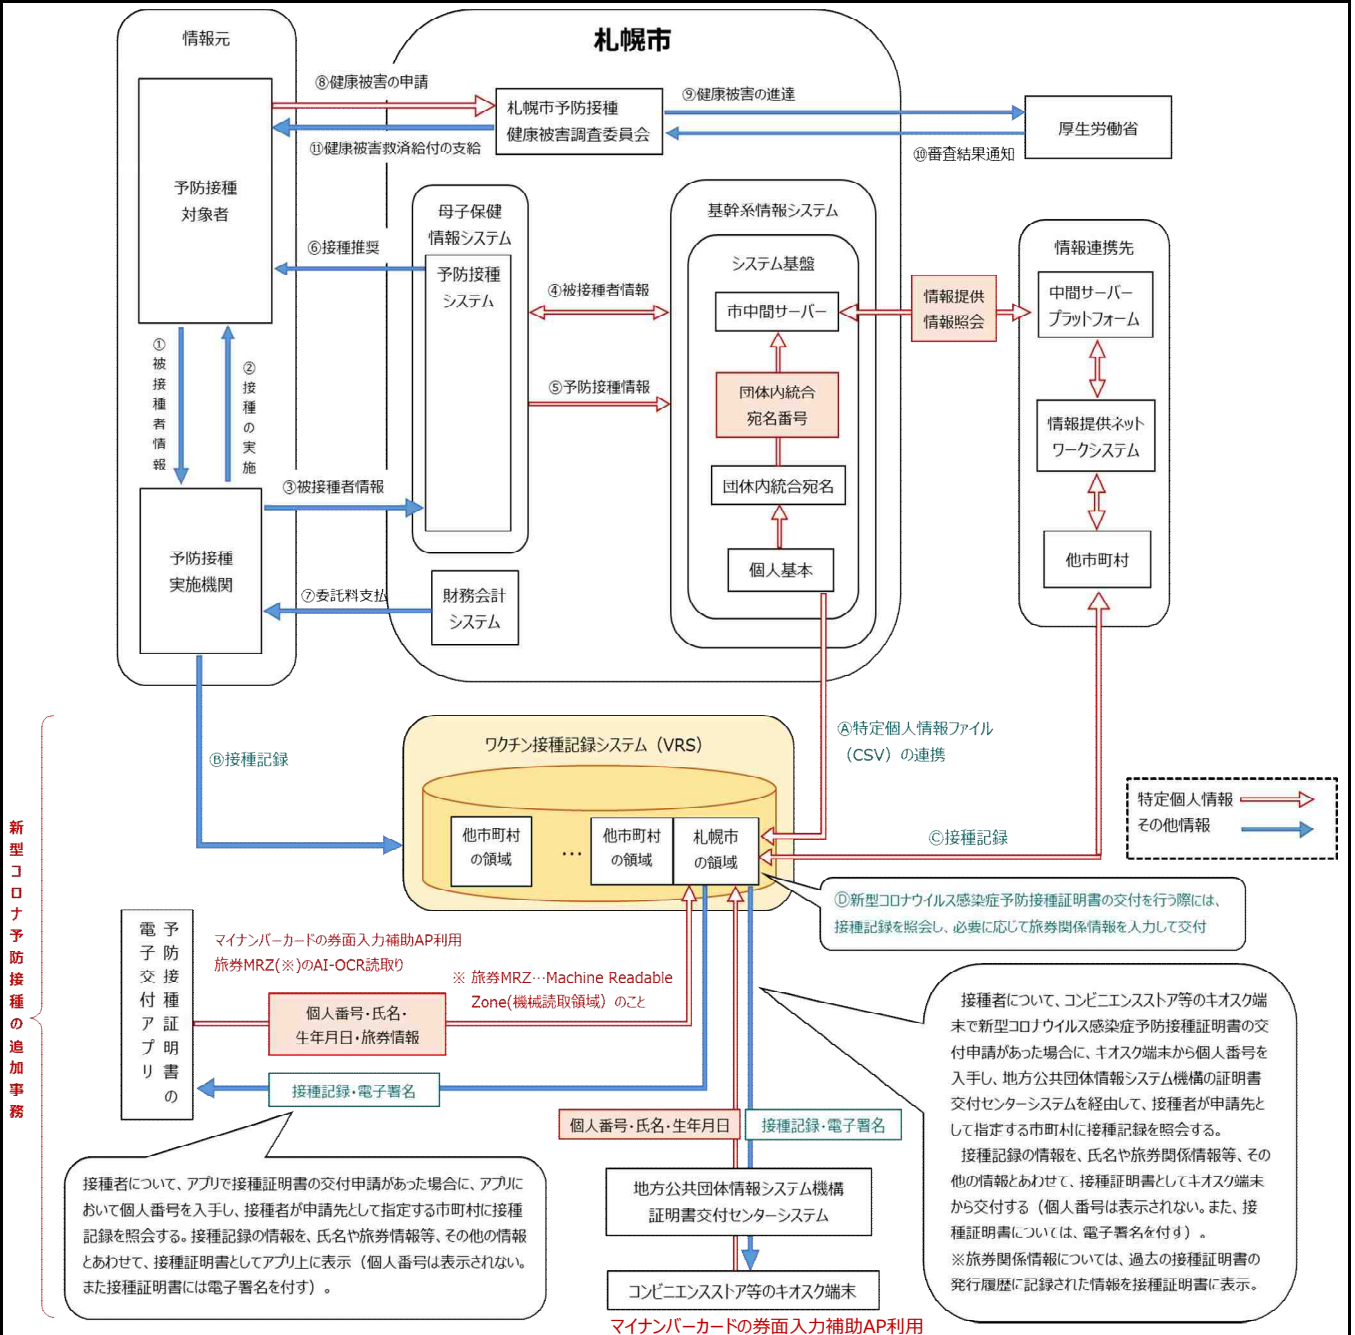 情報元
札幌市
⑧健康被害の申請
札幌市予防接種
健康被害調査委員会
⑨健康被害の進達
厚生労働省
⑩審査結果通知
⑪健康被害救済給付の支給
予防接種
対象者
母子保健
情報システム
⑥接種推奨
予防接種
システム
④被接種者情報
⑤予防接種情報
基幹系情報システム
システム基盤
市中間サーバー
団体内統合
宛名番号
団体内統合宛名
個人基本
情報提供
情報照会
情報連携先
中間サーバー
プラットフォーム
情報提供ネット
ワークシステム
他市町村
①被接種者情報
②接種の実施
③被接種者情報
予防接種
実施機関
⑦委託料支払
財務会計
システム
新型コロナ予防接種の追加事務
Ⓑ接種記録
ワクチン接種記録システム（VRS）
他市町村
の領域
…
他市町村
の領域
札幌市
の領域
Ⓐ特定個人情報ファイル
（CSV）の連携
Ⓒ接種記録
特定個人情報
その他情報
Ⓓ新型コロナウイルス感染症予防接種証明書の交付を行う際には、
接種記録を照会し、必要に応じて旅券関係情報を入力して交付
予防接種証明書の
電子交付アプリ
マイナンバーカードの券面入力補助AP利用
旅券MRZ(※)のAI-OCR読取り
※ 旅券MRZ…Machine Readable
Zone(機械読取領域）のこと
個人番号・氏名・
生年月日・旅券情報
接種記録・電子署名
個人番号・氏名・生年月日
接種記録・電子署名
地方公共団体情報システム機構
証明書交付センターシステム
コンビニエンスストア等のキオスク端末
マイナンバーカードの券面入力補助AP利用
接種者について、アプリで接種証明書の交付申請があった場合に、アプリに
おいて個人番号を入手し、接種者が申請先として指定する市町村に接種
記録を照会する。接種記録の情報を、氏名や旅券情報等、その他の情報
とあわせて、接種証明書としてアプリ上に表示（個人番号は表示されない。
また接種証明書には電子署名を付す）。
接種者について、コンビニエンスストア等のキオスク端
末で新型コロナウイルス感染症予防接種証明書の交
付申請があった場合に、キオスク端末から個人番号を
入手し、地方公共団体情報システム機構の証明書
交付センターシステムを経由して、接種者が申請先と
して指定する市町村に接種記録を照会する。
接種記録の情報を、氏名や旅券関係情報等、その
他の情報とあわせて、接種証明書としてキオスク端末
から交付する（個人番号は表示されない。また、接
種証明書については、電子署名を付す）。
※旅券関係情報については、過去の接種証明書の
発行履歴に記録された情報を接種証明書に表示。